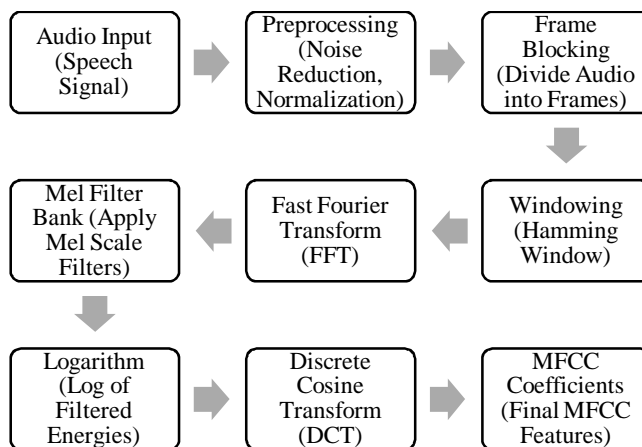 Audio Input
(Speech
Signal)
Preprocessing
(Noise
Reduction,
Normalization)
Frame
Blocking
(Divide Audio
into Frames)
Windowing
(Hamming
Window)
Fast Fourier
Transform
(FFT)
Mel Filter
Bank (Apply
Mel Scale
Filters)
Logarithm
(Log of
Filtered
Energies)
Discrete
Cosine
Transform
(DCT)
MFCC
Coefficients
(Final MFCC
Features)